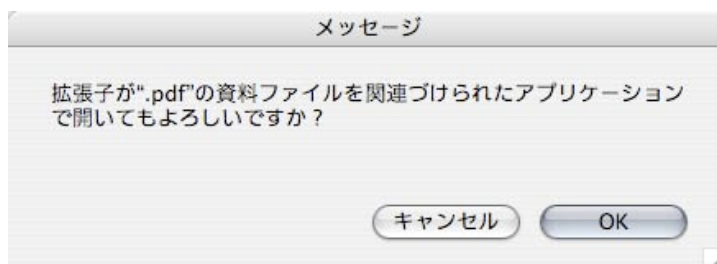 メッセージ
拡張子が“.pdf”の資料ファイルを関連づけられたアプリケーション
で開いてもよろしいですか？
キャンセル
OK